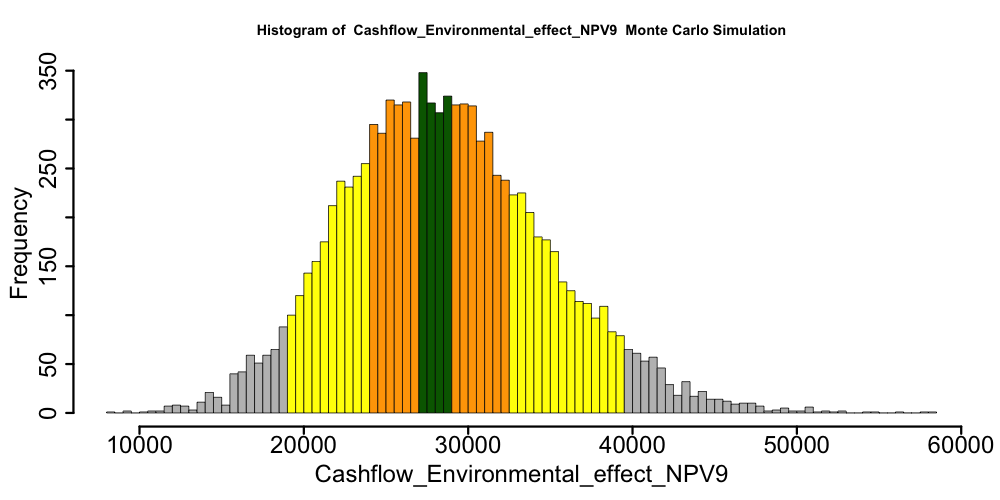 Histogram of  Cashflow_Environmental_effect_NPV9  Monte Carlo Simulation
Frequency
350
250
150
50
0
10000 20000 30000 40000 50000 60000
Cashflow_Environmental_effect_NPV9